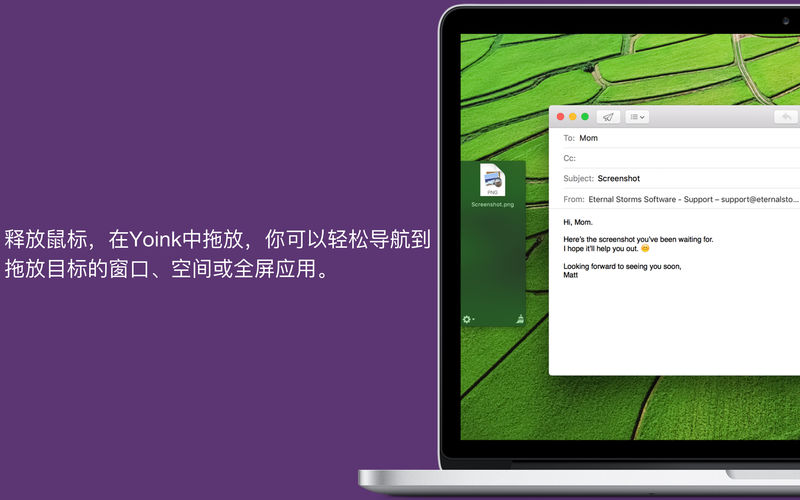 释放鼠标，在Yoink中拖放，你可以轻松导航到
拖放目标的窗口、空间或全屏应用。
PNG
Screenshot.png
To: Mom
Cc:
Subject: Screenshot
From: Eternal Storms Software - Support – support@eternalsto...
Hi, Mom.
Here's the screenshot you've been waiting for.
I hope it'll help you out. 😊
Looking forward to seeing you soon,
Matt